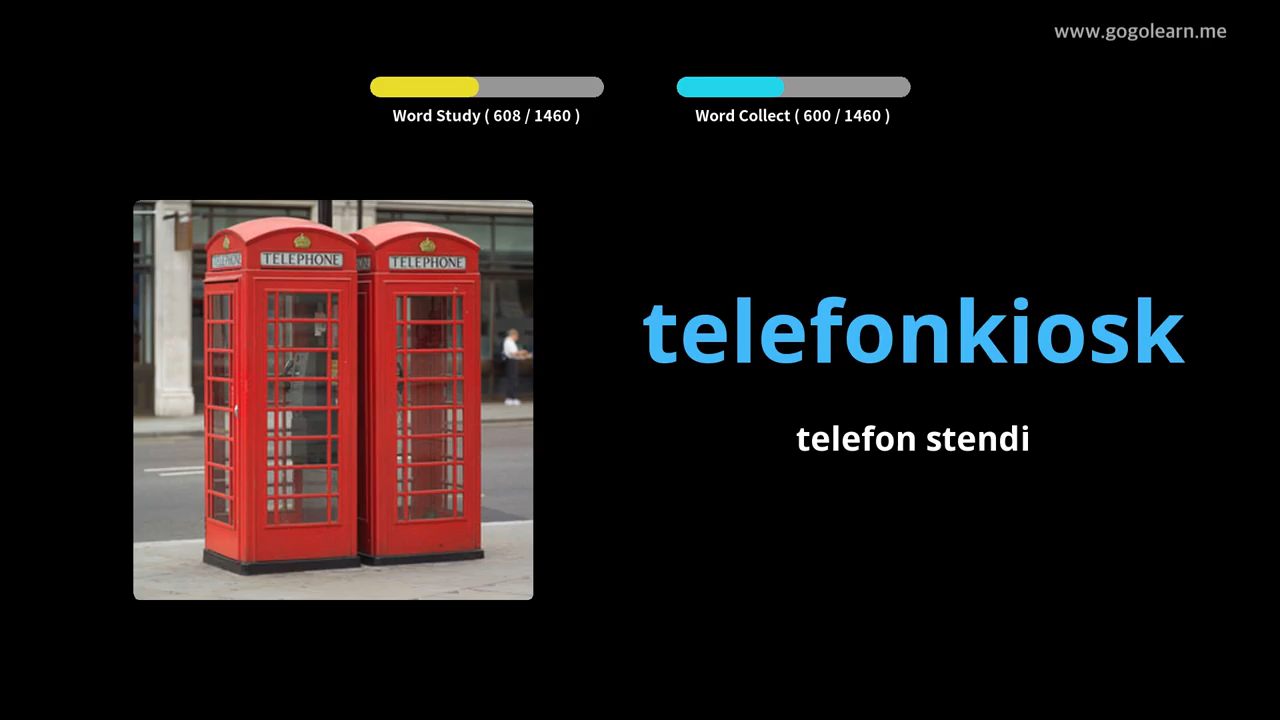 www.gogolearn.me
Word Study ( 608 / 1460 )
Word Collect ( 600 / 1460 )
TELEPHONE
TELEPHONE
telefonkiosk
telefon stendi